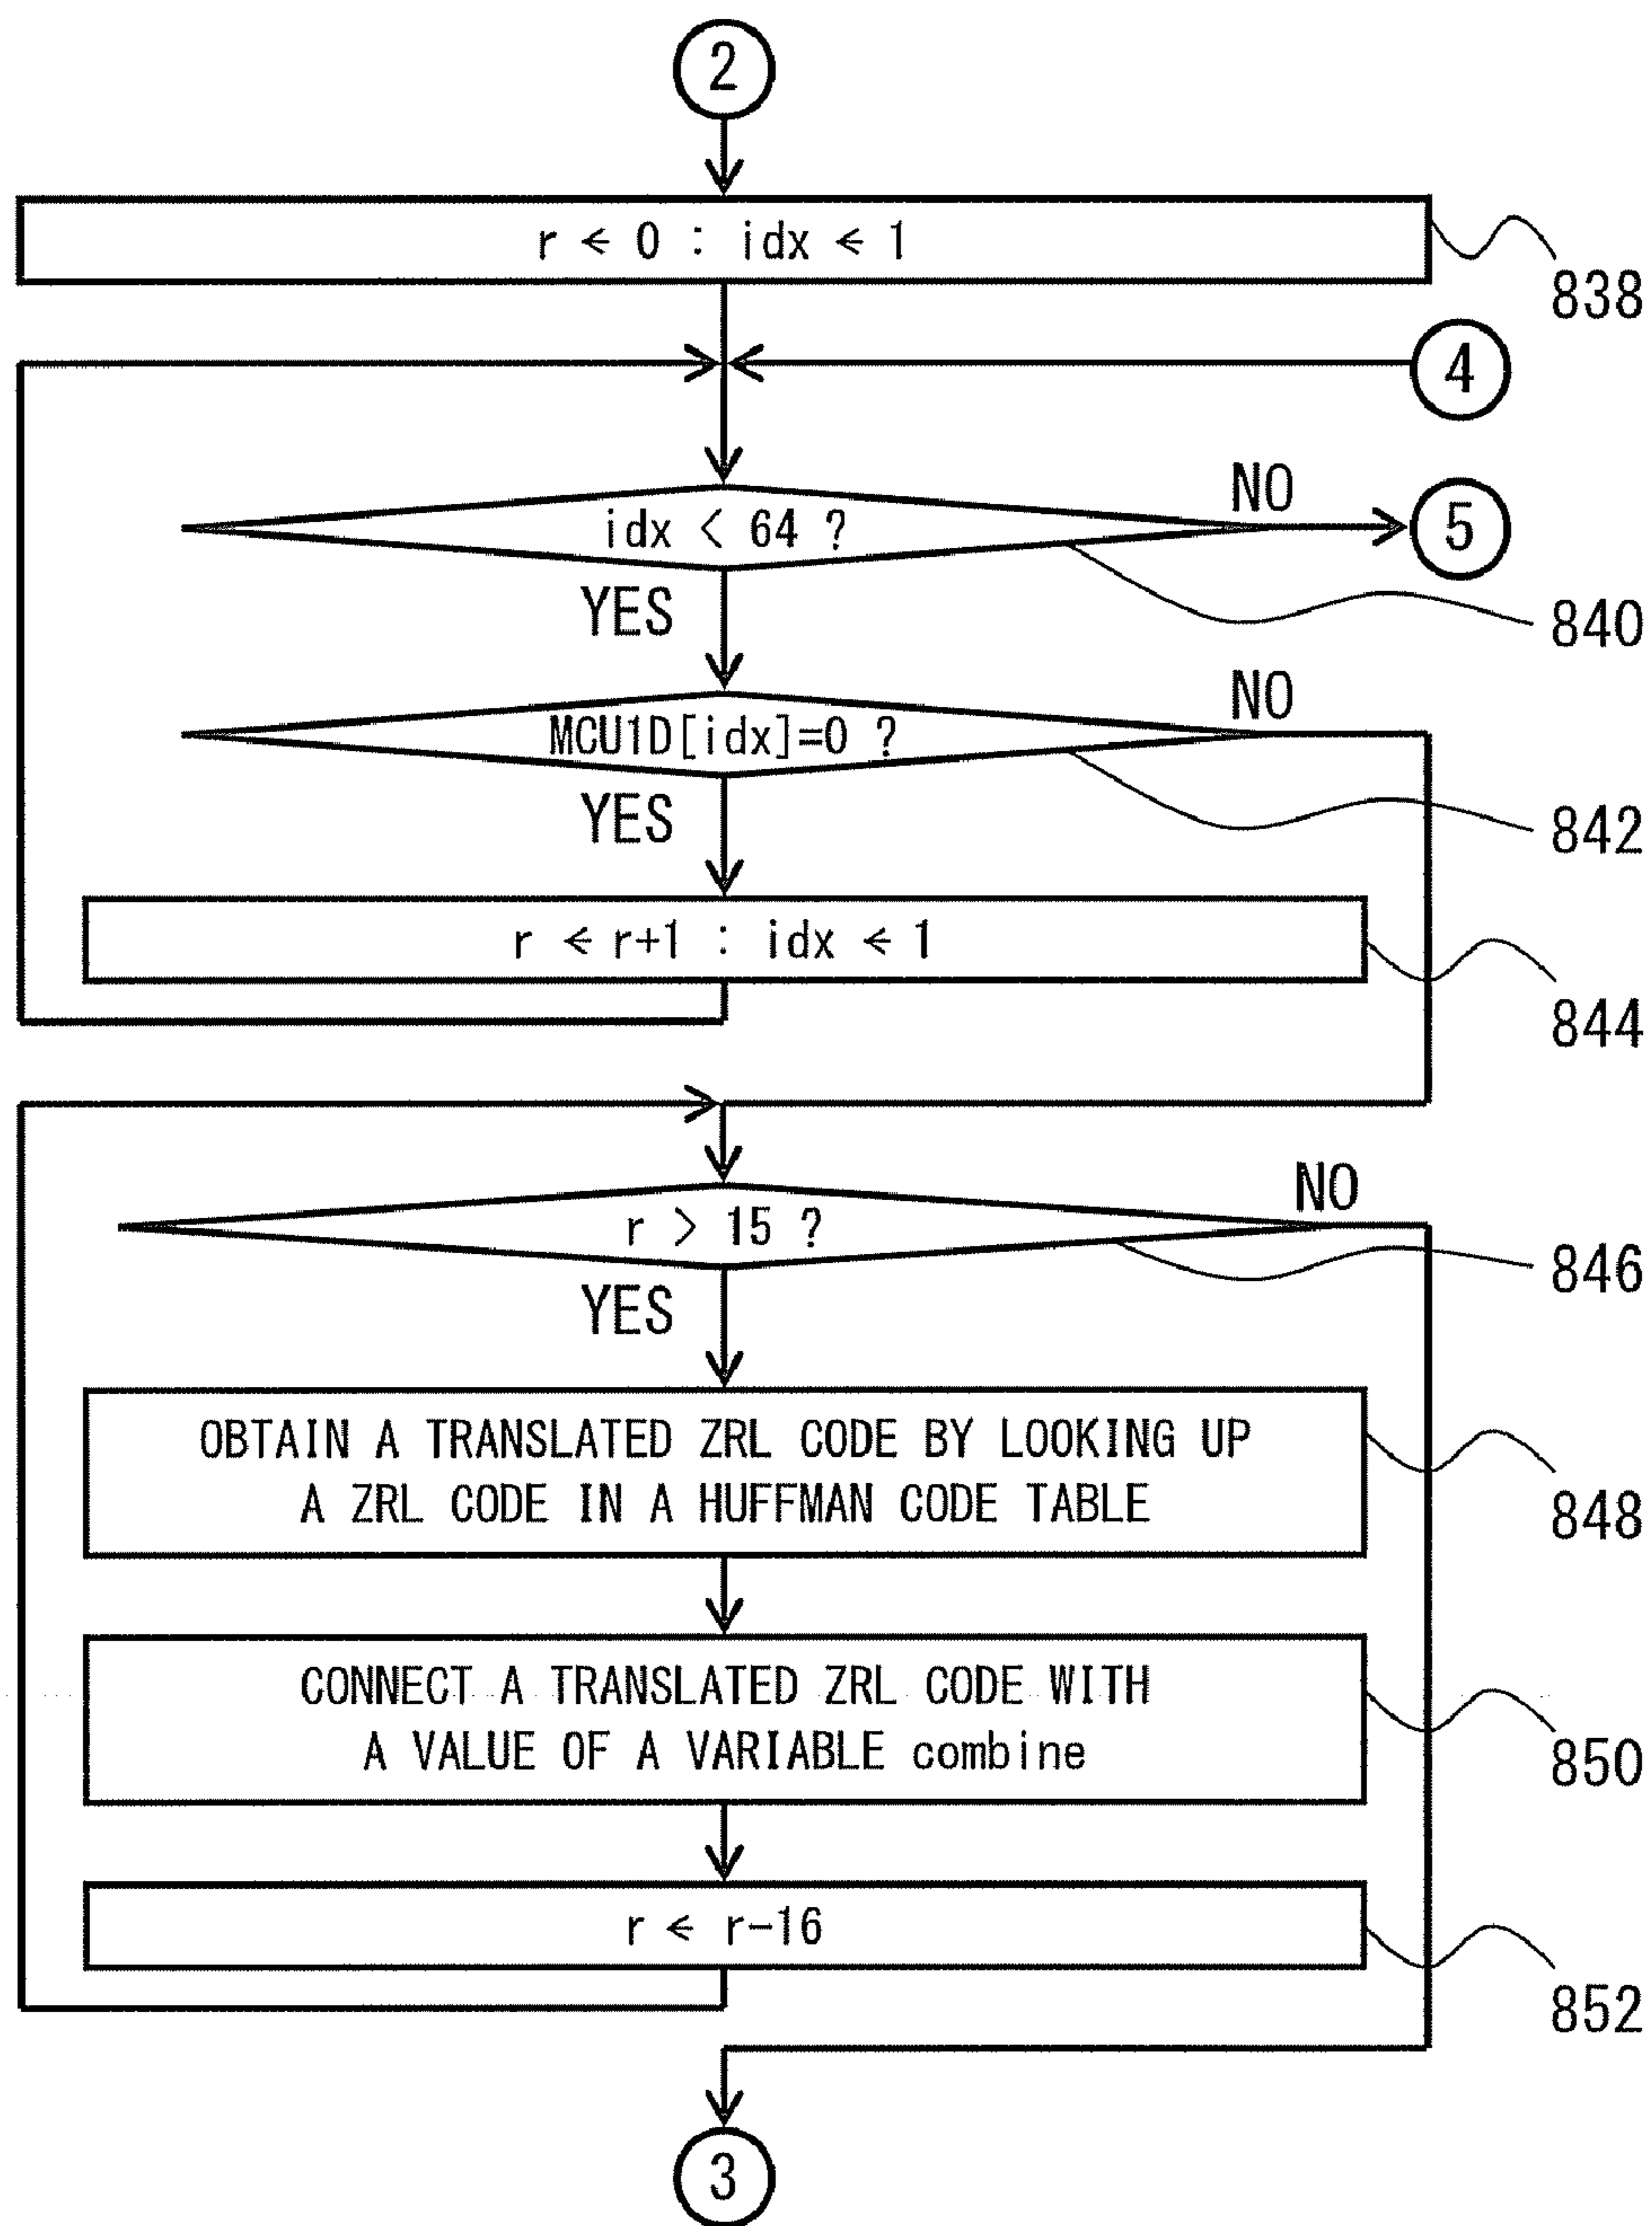 2
r ← 0 : idx ← 1
838
4
idx < 64 ?
NO
5
YES
840
MCU1D[idx]=0 ?
NO
YES
842
r ← r+1 : idx ← 1
844
r > 15 ?
NO
YES
846
OBTAIN A TRANSLATED ZRL CODE BY LOOKING UP
A ZRL CODE IN A HUFFMAN CODE TABLE
848
CONNECT A TRANSLATED ZRL CODE WITH
A VALUE OF A VARIABLE combine
850
r ← r-16
852
3